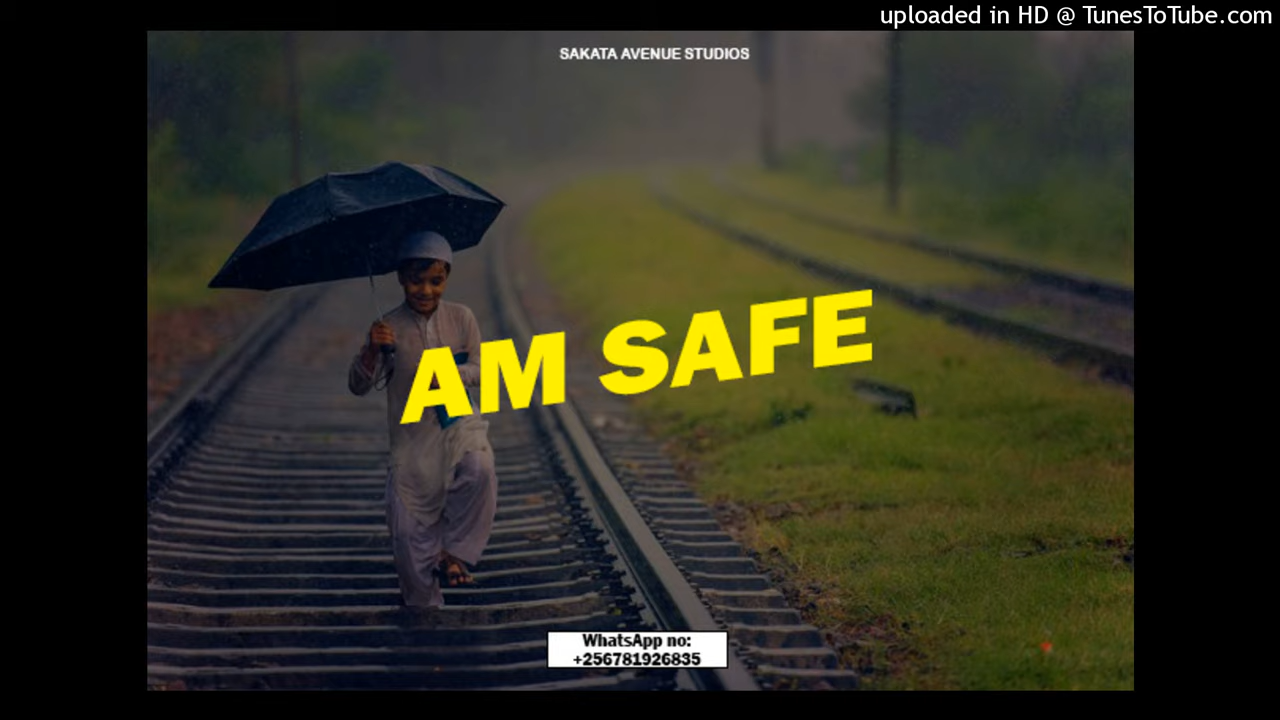 uploaded in HD @ TunesToTube.com
SAKATA AVENUE STUDIOS
AM SAFE
WhatsApp no:
+256781926835